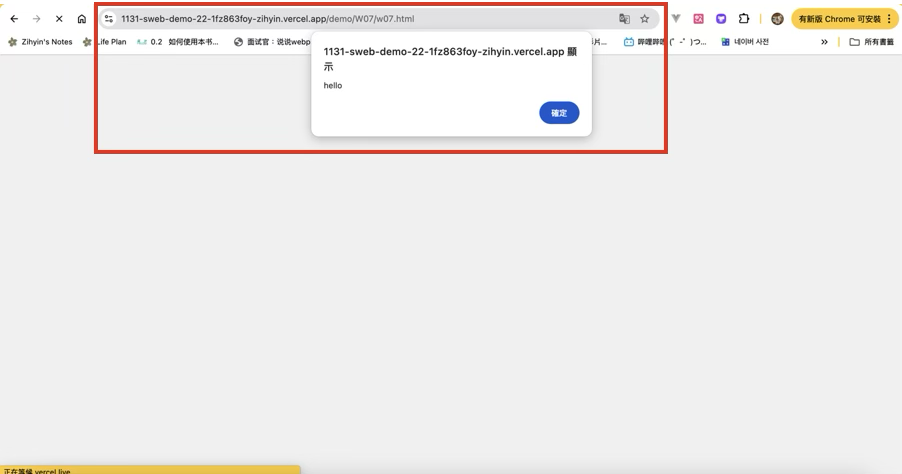 1131-sweb-demo-22-1fz863foy-zihyin.vercel.app/demo/W07/w07.html
有新版 Chrome 可安裝
Zihyin's Notes
Life Plan
0.2 如何使用本书...
面试官：说说webp
哔哩哔哩 (゜-゜)つ...
네이버 사전
所有書籤
1131-sweb-demo-22-1fz863foy-zihyin.vercel.app 顯
示
hello
確定
正在等候 vercel.live